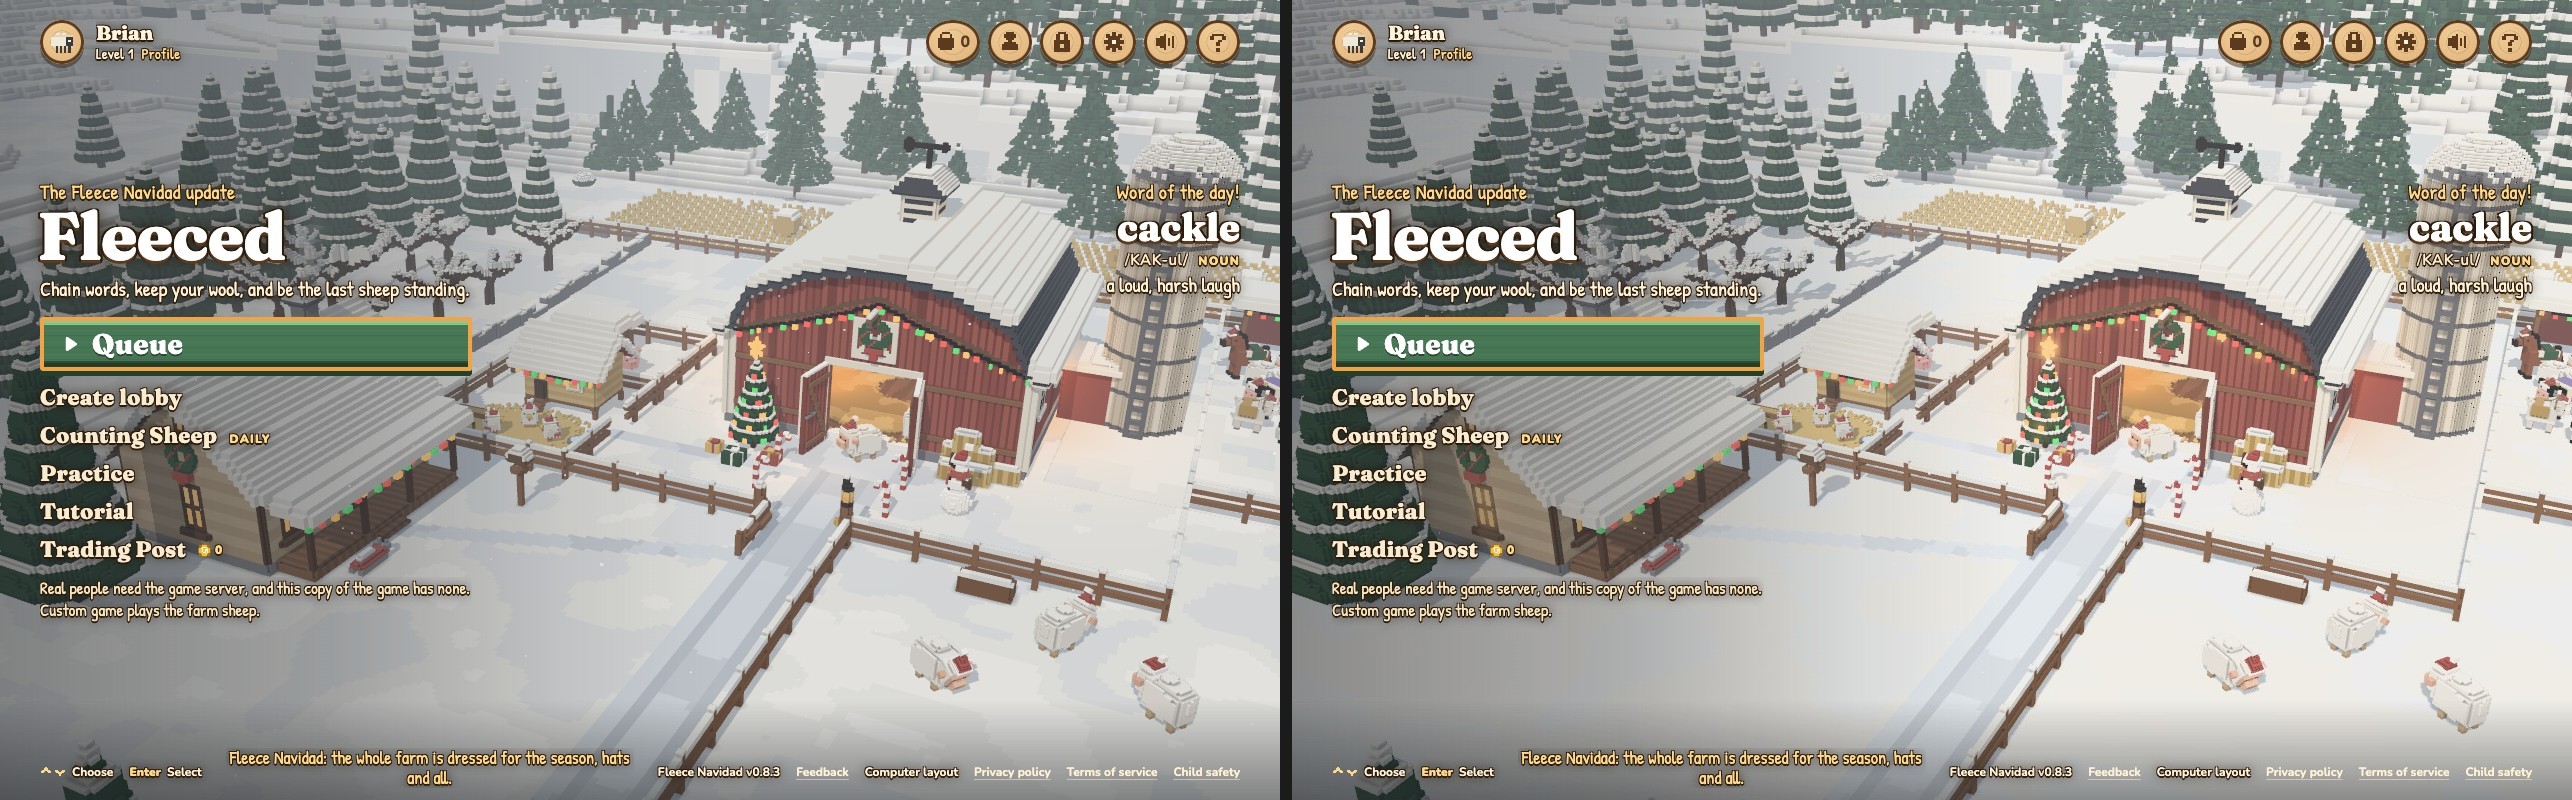 Brian
Level 1 Profile
0
The Fleece Navidad update
Fleeced
Chain words, keep your wool, and be the last sheep standing.
Queue
Create lobby
Counting Sheep DAILY
Practice
Tutorial
Trading Post 0
Real people need the game server, and this copy of the game has none.
Custom game plays the farm sheep.
Word of the day!
cackle
/KAK-ul/ NOUN
a loud, harsh laugh
Choose Enter Select
Fleece Navidad: the whole farm is dressed for the season, hats
and all.
Fleece Navidad v0.8.3 Feedback Computer layout Privacy policy Terms of service Child safety
Brian
Level 1 Profile
0
The Fleece Navidad update
Fleeced
Chain words, keep your wool, and be the last sheep standing.
Queue
Create lobby
Counting Sheep DAILY
Practice
Tutorial
Trading Post 0
Real people need the game server, and this copy of the game has none.
Custom game plays the farm sheep.
Word of the day!
cackle
/KAK-ul/ NOUN
a loud, harsh laugh
Choose Enter Select
Fleece Navidad: the whole farm is dressed for the season, hats
and all.
Fleece Navidad v0.8.3 Feedback Computer layout Privacy policy Terms of service Child safety